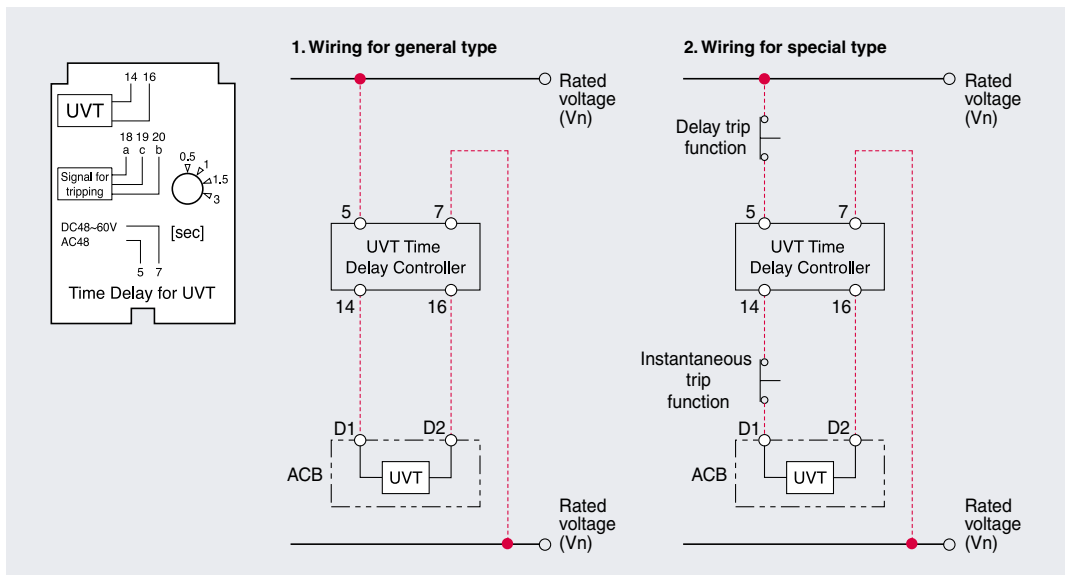 14 16
UVT
18 19 20
a c b
Signal for
tripping
0.5
1
1.5
3
DC48~60V
AC48
[sec]
5 7
Time Delay for UVT
1. Wiring for general type
Rated
voltage
(Vn)
5 7
UVT Time
Delay Controller
14 16
D1 D2
ACB
UVT
Rated
voltage
(Vn)
2. Wiring for special type
Rated
voltage
(Vn)
Delay trip
function
5 7
UVT Time
Delay Controller
14 16
Instantaneous
trip
function
D1 D2
ACB
UVT
Rated
voltage
(Vn)